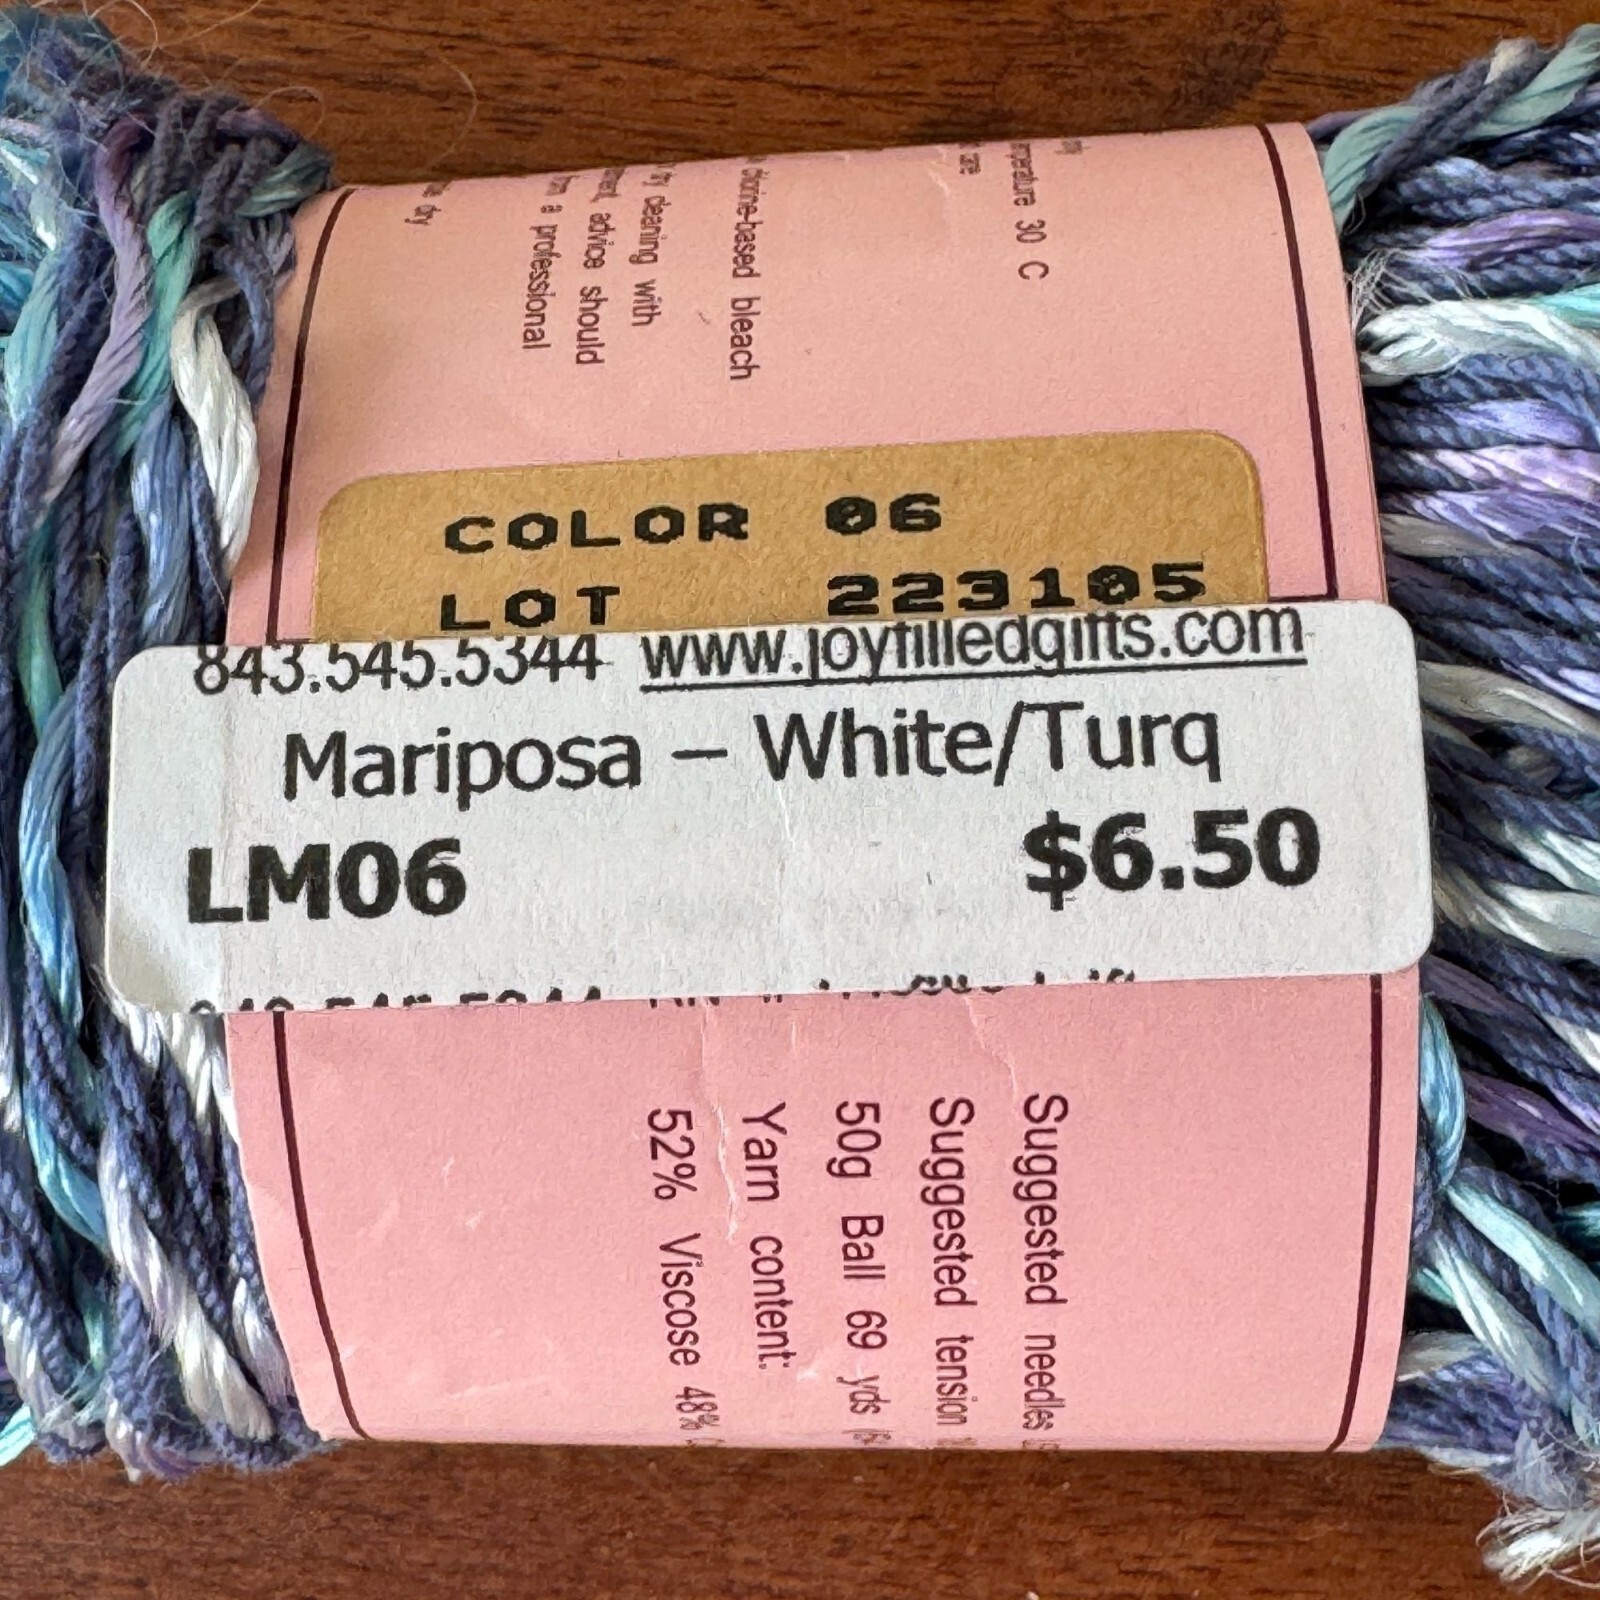 COLOR 06
LOT 223105
843.545.5344 www.joyfilledgifts.com
Mariposa – White/Turq
LM06 $6.50
temperature 30 C
care
chlorine-based bleach
dry cleaning with
advice should
a professional
dry
Suggested needles
Suggested tension
50g Ball 69 yds
Yarn content:
52% Viscose 48%